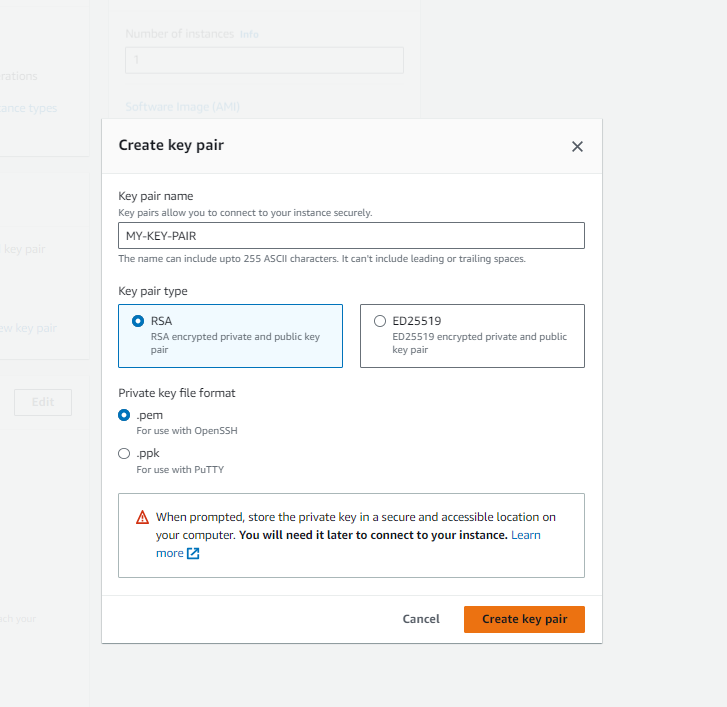 Number of instances Info
1
rations
ance types
Software Image (AMI)
Create key pair
Key pair name
Key pairs allow you to connect to your instance securely.
MY-KEY-PAIR
The name can include upto 255 ASCII characters. It can't include leading or trailing spaces.
key pair
Key pair type
RSA
RSA encrypted private and public key
pair
ED25519
ED25519 encrypted private and public
key pair
ew key pair
Private key file format
Edit
.pem
For use with OpenSSH
.ppk
For use with PuTTY
When prompted, store the private key in a secure and accessible location on
your computer. You will need it later to connect to your instance. Learn
more
Cancel
Create key pair
your